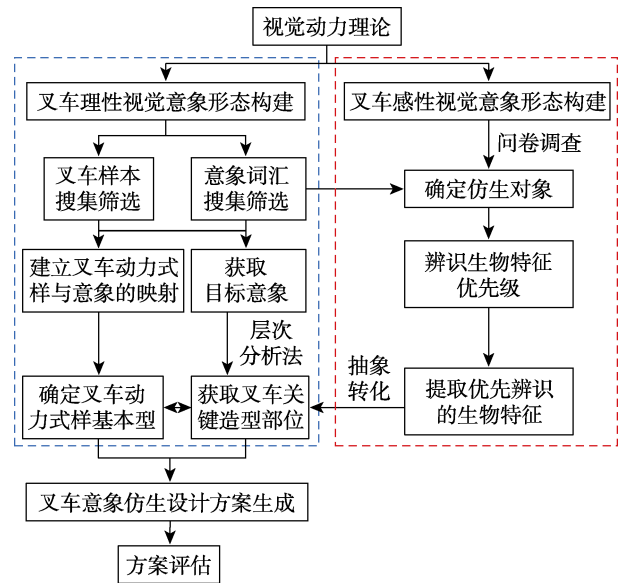 视觉动力理论
叉车理性视觉意象形态构建
叉车感性视觉意象形态构建
问卷调查
叉车样本
搜集筛选
意象词汇
搜集筛选
确定仿生对象
建立叉车动力式
样与意象的映射
获取
目标意象
辨识生物特征
优先级
层次
分析法
抽象
转化
确定叉车动
力式样基本型
获取叉车关
键造型部位
提取优先辨识
的生物特征
叉车意象仿生设计方案生成
方案评估